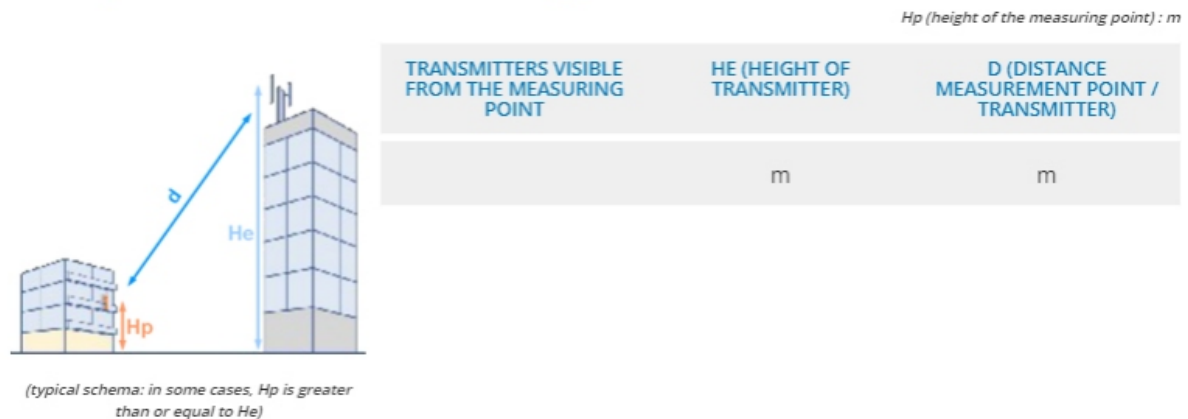 Hp (height of the measuring point) : m
TRANSMITTERS VISIBLE
FROM THE MEASURING
POINT
HE (HEIGHT OF
TRANSMITTER)
D (DISTANCE
MEASUREMENT POINT /
TRANSMITTER)
m
m
d
He
Hp
(typical schema: in some cases, Hp is greater
than or equal to He)